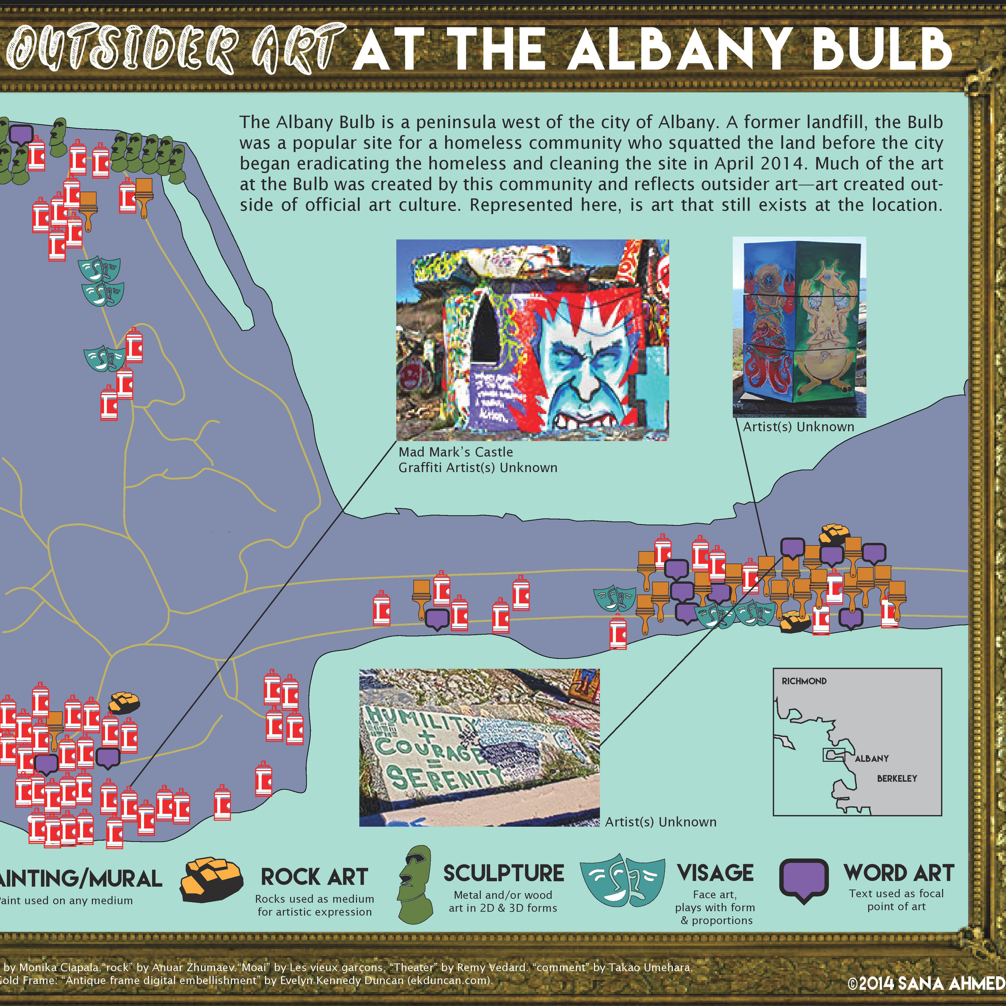 OUTSIDER ART AT THE ALBANY BULB
The Albany Bulb is a peninsula west of the city of Albany. A former landfill, the Bulb
was a popular site for a homeless community who squatted the land before the city
began eradicating the homeless and cleaning the site in April 2014. Much of the art
at the Bulb was created by this community and reflects outsider art—art created out-
side of official art culture. Represented here, is art that still exists at the location.
ACTION.
Artist(s) Unknown
Mad Mark's Castle
Graffiti Artist(s) Unknown
HUMILITY
+
COURAGE
=
SERENITY
Artist(s) Unknown
RICHMOND
ALBANY
BERKELEY
AINTING/MURAL
Paint used on any medium
ROCK ART
Rocks used as medium
for artistic expression
SCULPTURE
Metal and/or wood
art in 2D & 3D forms
VISAGE
Face art,
plays with form
& proportions
WORD ART
Text used as focal
point of art
by Monika Ciapala."rock" by Anuar Zhumaev."Moai" by Les vieux garçons. "Theater" by Remy Vedard. "comment" by Takao Umehara.
Gold Frame: "Antique frame digital embellishment" by Evelyn Kennedy Duncan (ekduncan.com).
©2014 SANA AHMED